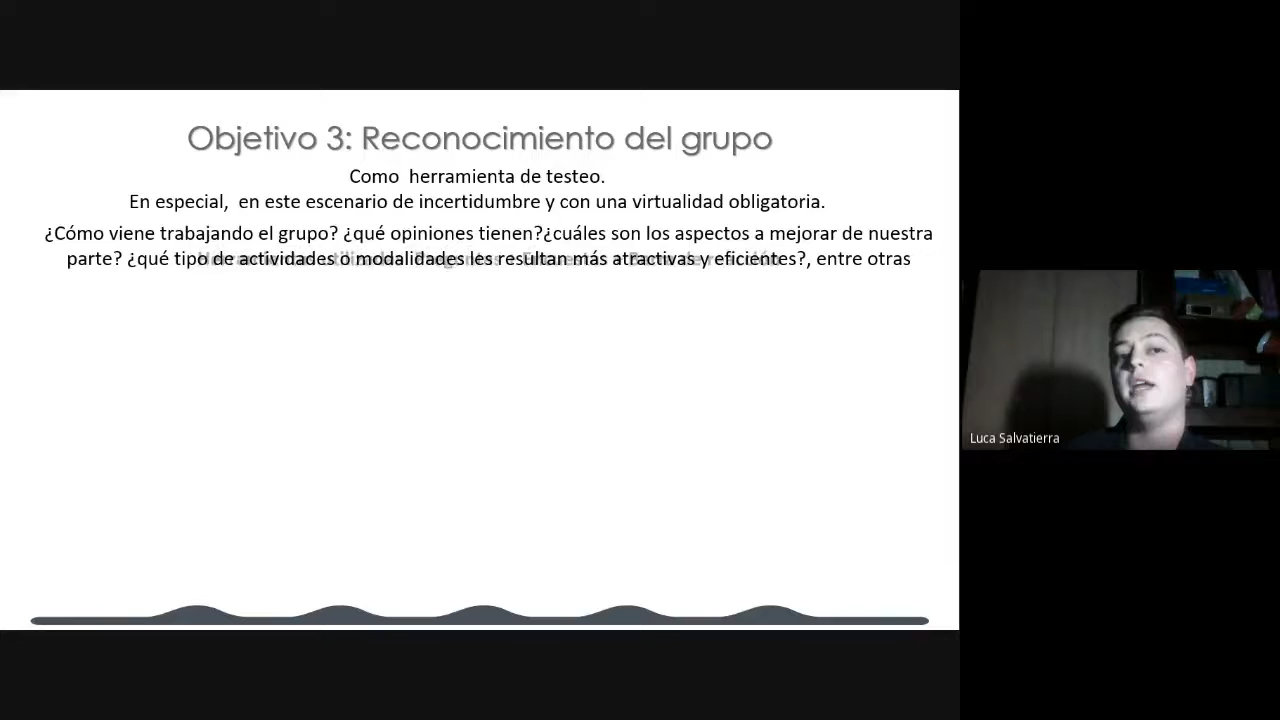 Objetivo 3: Reconocimiento del grupo
Como  herramienta de testeo.
En especial,  en este escenario de incertidumbre y con una virtualidad obligatoria.
¿Cómo viene trabajando el grupo? ¿qué opiniones tienen?¿cuáles son los aspectos a mejorar de nuestra
parte? ¿qué tipo de actividades o modalidades les resultan más atractivas y eficientes?, entre otras
Luca Salvatierra